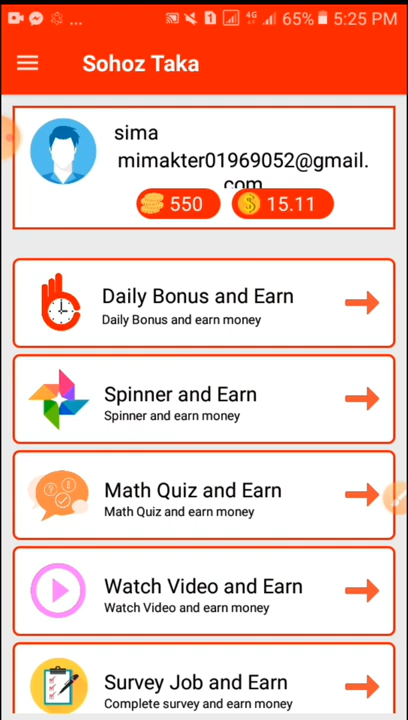 ... 4G 65% 5:25 PM
Sohoz Taka
sima
mimakter01969052@gmail.
com
550 15.11
Daily Bonus and Earn
Daily Bonus and earn money
Spinner and Earn
Spinner and earn money
Math Quiz and Earn
Math Quiz and earn money
Watch Video and Earn
Watch Video and earn money
Survey Job and Earn
Complete survey and earn money